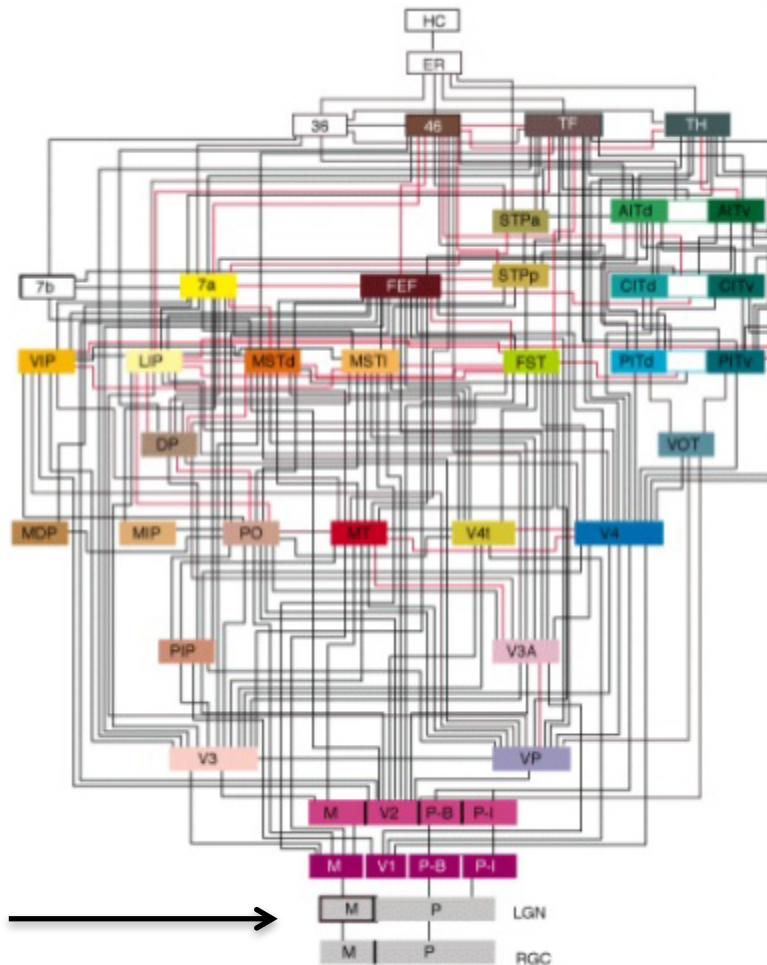 HC
ER
36 46 TF TH
STPa AITd AITv
7b 7a FEF STPp CITd CITv
VIP LIP MSTd MSTl FST PITd PITv
DP VOT
MDP MIP PO MT V4t V4
PIP V3A
V3 VP
M V2 P-B P-I
M V1 P-B P-I
M P LGN
M P RGC